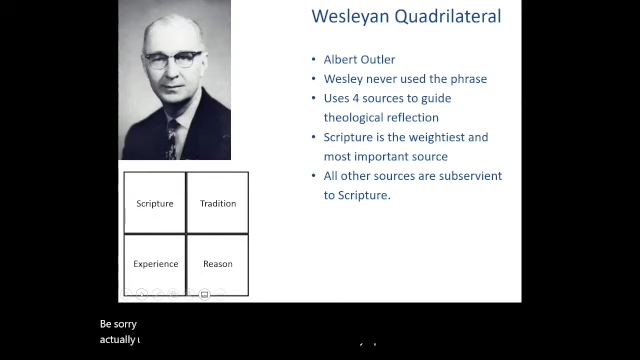 Wesleyan Quadrilateral
• Albert Outler
• Wesley never used the phrase
• Uses 4 sources to guide
theological reflection
• Scripture is the weightiest and
most important source
• All other sources are subservient
to Scripture.
Scripture Tradition
Experience Reason
Be sorry
actually